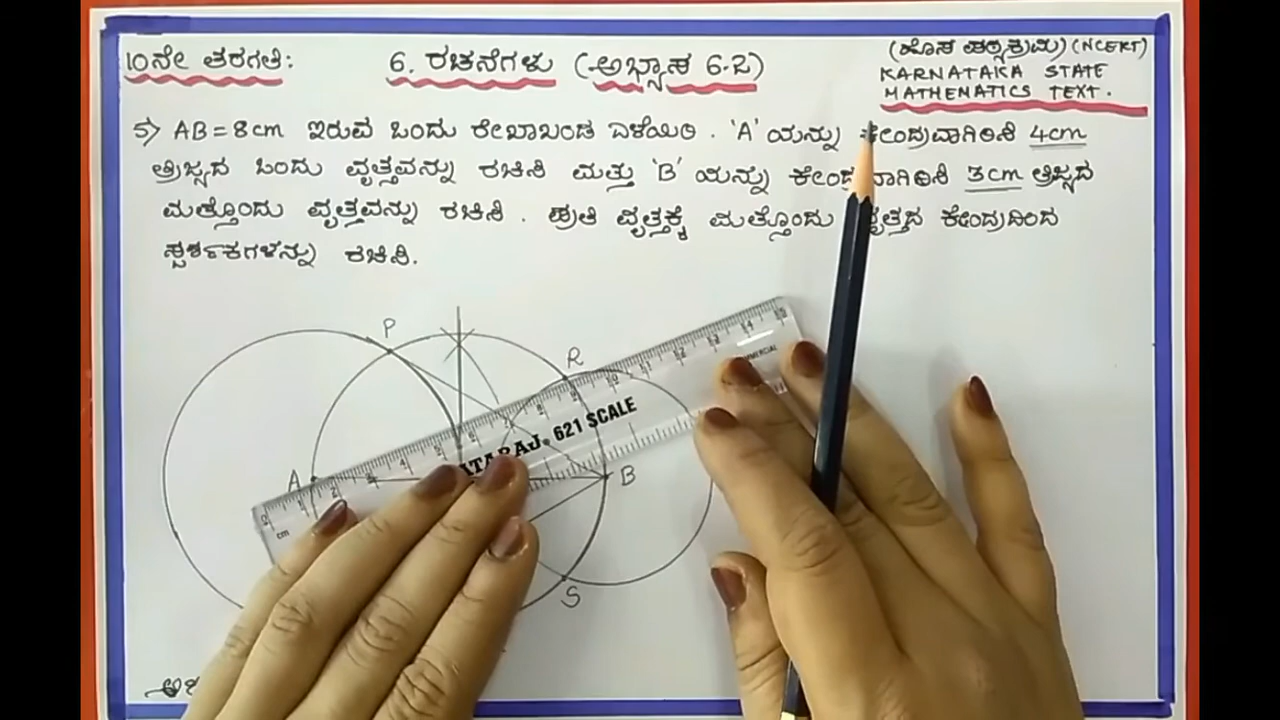 10ನೇ ತರಗತಿ:
6. ರಚನೆಗಳು (ಅಭ್ಯಾಸ 6.2)
(ಹೊಸ ಪಠ್ಯಕ್ರಮ) (NCERT)
KARNATAKA STATE
MATHENATICS TEXT.
5) AB = 8cm ಇರುವ ಒಂದು ರೇಖಾಖಂಡ ಎಳೆಯಿರಿ. 'A' ಯನ್ನು ಕೇಂದ್ರವಾಗಿರಿಸಿ 4cm
ತ್ರಿಜ್ಯದ ಒಂದು ವೃತ್ತವನ್ನು ರಚಿಸಿ ಮತ್ತು 'B' ಯನ್ನು ಕೇಂದ್ರವಾಗಿರಿಸಿ 3cm ತ್ರಿಜ್ಯದ
ಮತ್ತೊಂದು ವೃತ್ತವನ್ನು ರಚಿಸಿ. ಪ್ರತಿ ವೃತ್ತಕ್ಕೆ ಮತ್ತೊಂದು ವೃತ್ತದ ಕೇಂದ್ರದಿಂದ
ಸ್ಪರ್ಶಕಗಳನ್ನು ರಚಿಸಿ.
P
R
A
B
S
621 SCALE
cm